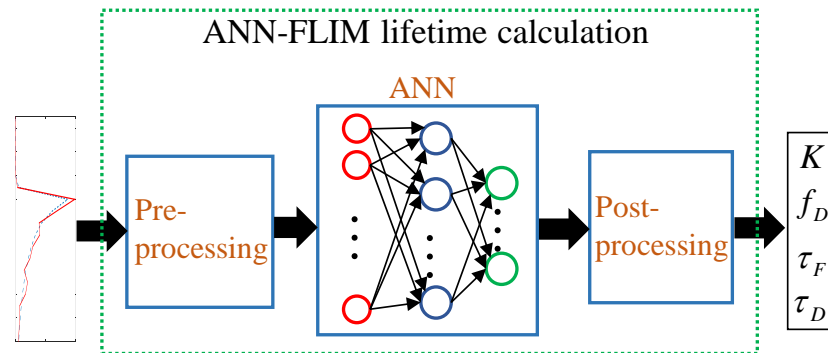 ANN-FLIM lifetime calculation
ANN
Pre-
processing
Post-
processing
K
f_D
τ_F
τ_D